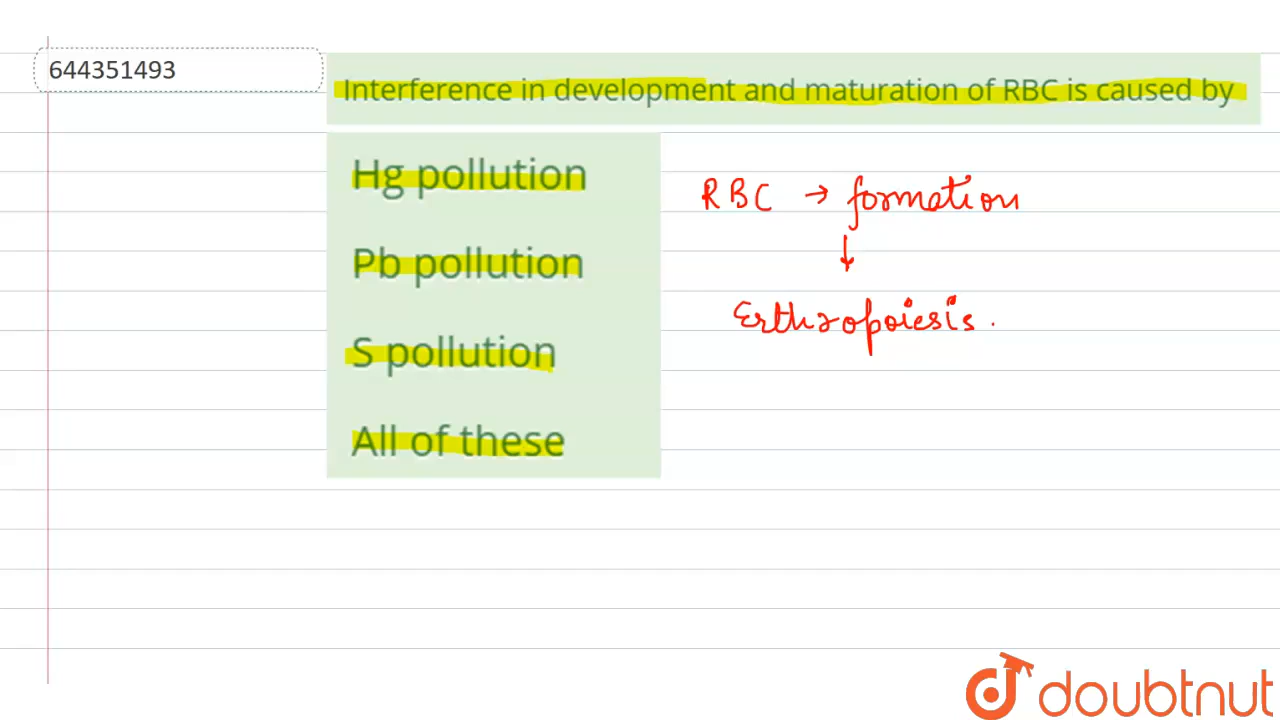 644351493
Interference in development and maturation of RBC is caused by
Hg pollution
Pb pollution
S pollution
All of these
RBC → formation
↓
Erthropoiesis.
doubtnut